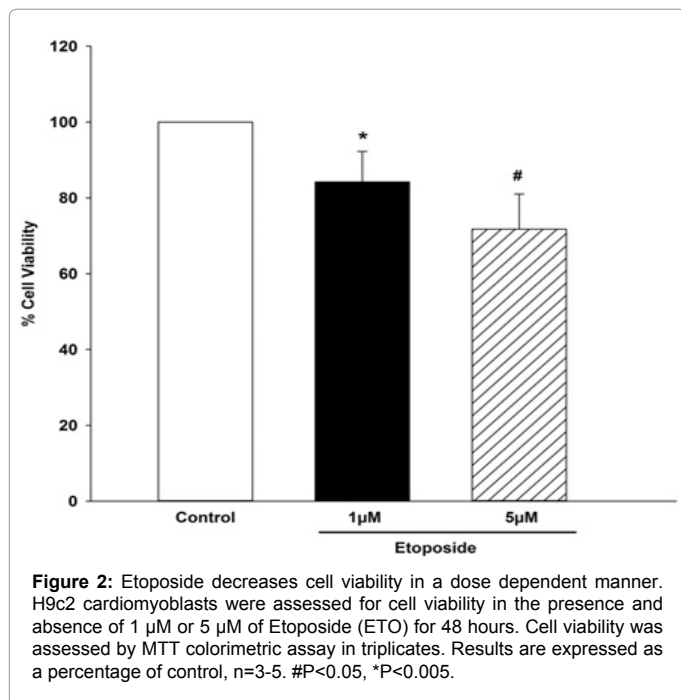 120
100
80
60
40
20
0
% Cell Viability
*
#
Control
1µM
5µM
Etoposide
Figure 2: Etoposide decreases cell viability in a dose dependent manner.
H9c2 cardiomyoblasts were assessed for cell viability in the presence and
absence of 1 µM or 5 µM of Etoposide (ETO) for 48 hours. Cell viability was
assessed by MTT colorimetric assay in triplicates. Results are expressed as
a percentage of control, n=3-5. #P<0.05, *P<0.005.